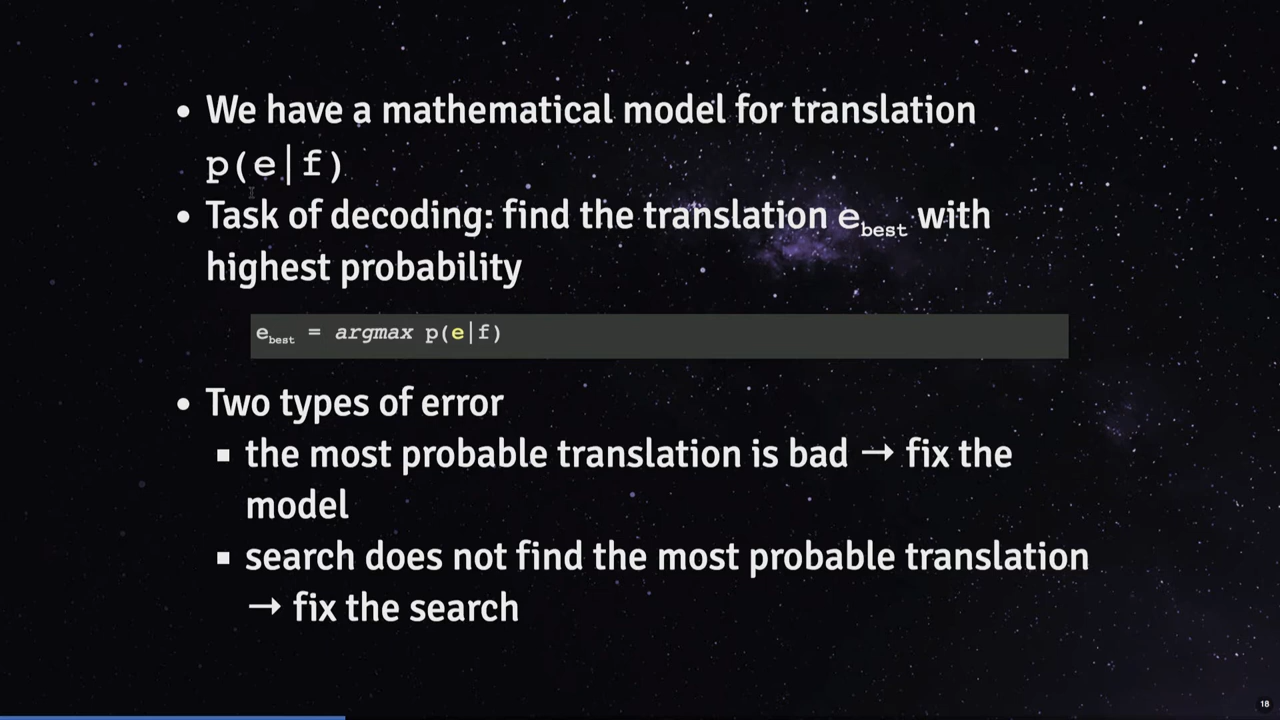 • We have a mathematical model for translation
p(e|f)
• Task of decoding: find the translation e_best with
highest probability
e_best = argmax p(e|f)
• Two types of error
▪ the most probable translation is bad → fix the
model
▪ search does not find the most probable translation
→ fix the search
18